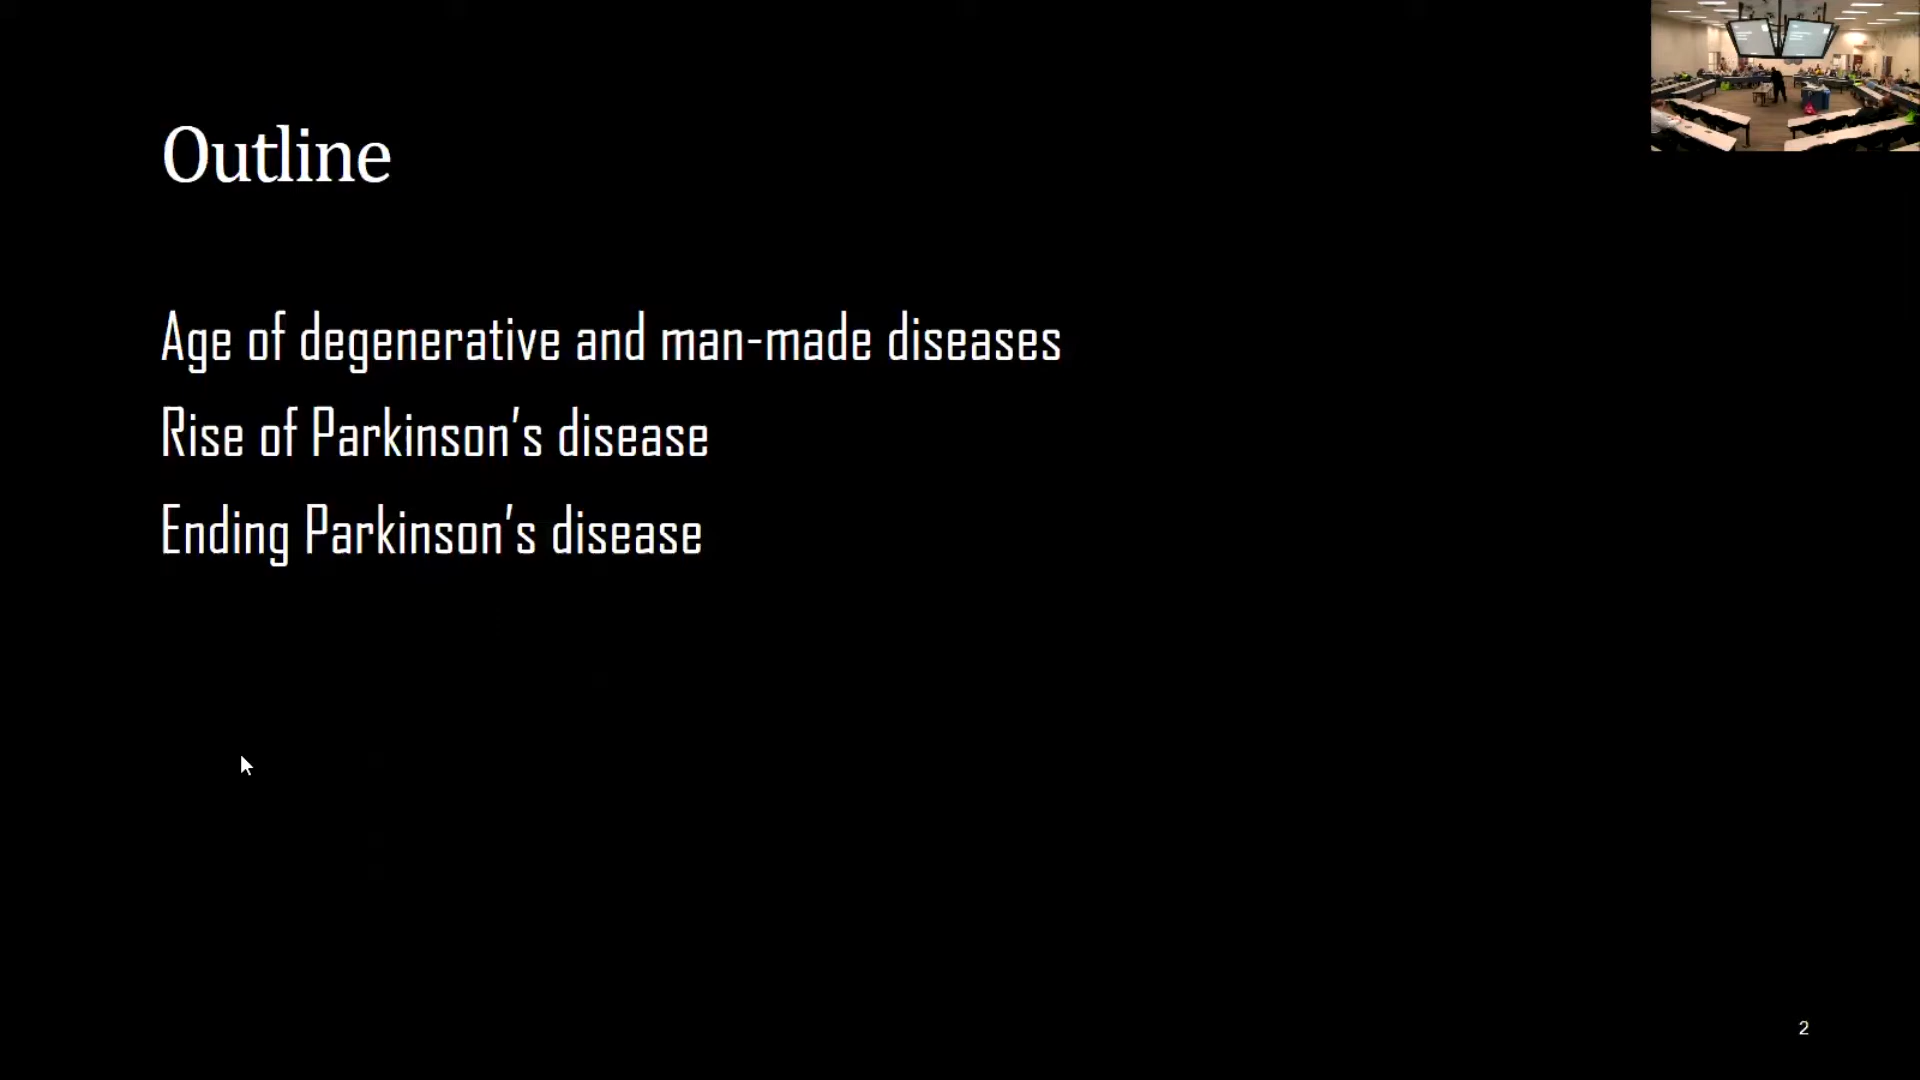 Outline
Age of degenerative and man-made diseases
Rise of Parkinson’s disease
Ending Parkinson’s disease
2